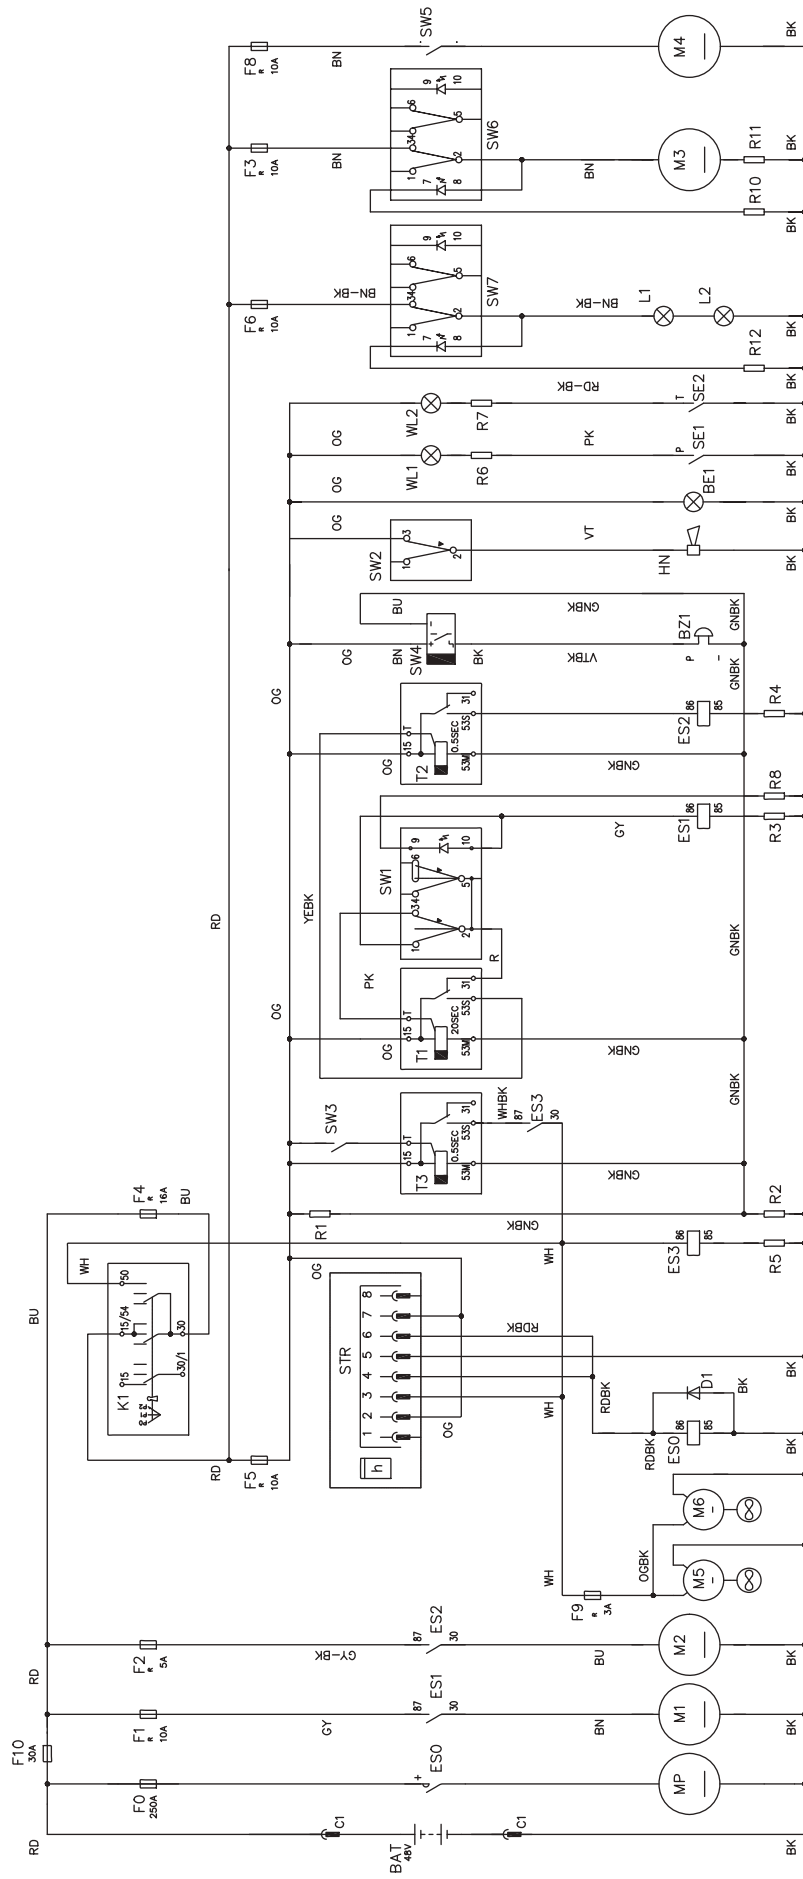 RD
BAT
48V
C1
C1
BK
F10
30A
F0
250A
ES0
+
MP
BK
RD
F1
R
10A
GY
87
ES1
30
BN
M1
BK
F2
R
5A
GY-BK
87
ES2
30
BU
M2
BK
WH
F9
R
3A
OGBK
M5
-
M6
-
RD
F5
R
10A
BU
K1
15
15/54
50
30/1
30
WH
F4
R
16A
BU
STR
h
1
2
3
4
5
6
7
8
OG
OG
WH
RDBK
RDBK
RDBK
86
ES0
85
D1
BK
BK
BK
WH
86
ES3
85
R5
R1
GNBK
R2
SW3
T3
15
T
0.5SEC
53M
53S
31
WHBK
87
ES3
30
GNBK
GNBK
OG
OG
T1
15
T
20SEC
53M
53S
31
PK
R
GNBK
GNBK
YEBK
RD
SW1
1
34
6
2
5
9
10
GY
86
ES1
85
R3
R8
OG
OG
T2
15
T
0.5SEC
53M
53S
31
GNBK
86
ES2
85
R4
OG
BN
BU
SW4
+
-
BK
VTBK
GNBK
P
BZ1
-
GNBK
GNBK
OG
SW2
1
3
2
VT
HN
BK
OG
BE1
BK
OG
WL1
R6
PK
P
SE1
BK
WL2
R7
RD-BK
T
SE2
BK
F6
R
10A
BN-BK
SW7
1
34
6
7
8
2
5
9
10
BN-BK
L1
L2
R12
BK
BK
F3
R
10A
BN
SW6
1
34
6
7
8
2
5
9
10
BN
M3
R10
R11
BK
BK
F8
R
10A
BN
SW5
M4
BK